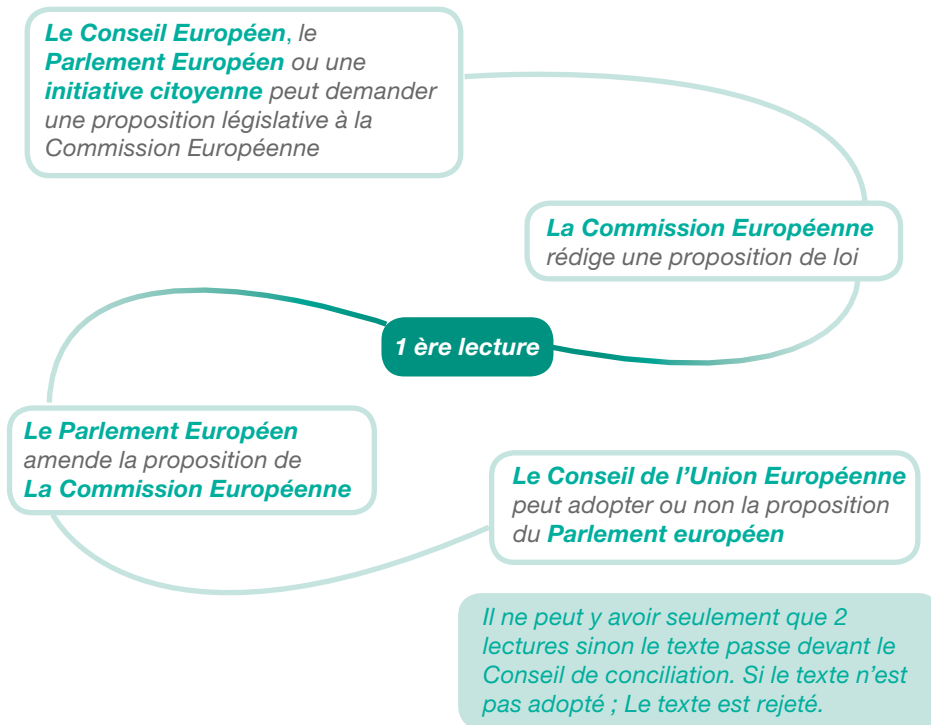 Le Conseil Européen, le
Parlement Européen ou une
initiative citoyenne peut demander
une proposition législative à la
Commission Européenne
La Commission Européenne
rédige une proposition de loi
1 ère lecture
Le Parlement Européen
amende la proposition de
La Commission Européenne
Le Conseil de l’Union Européenne
peut adopter ou non la proposition
du Parlement européen
Il ne peut y avoir seulement que 2
lectures sinon le texte passe devant le
Conseil de conciliation. Si le texte n’est
pas adopté ; Le texte est rejeté.